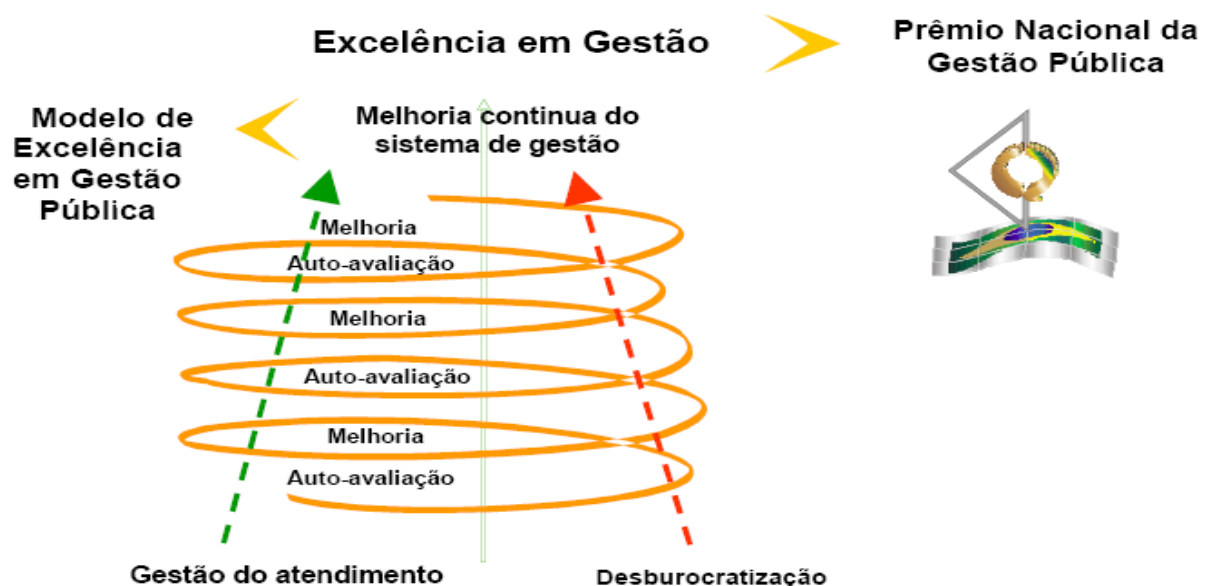 Excelência em Gestão
Prêmio Nacional da
Gestão Pública
Modelo de
Excelência
em Gestão
Pública
Melhoria continua do
sistema de gestão
Melhoria
Auto-avaliação
Melhoria
Auto-avaliação
Melhoria
Auto-avaliação
Gestão do atendimento
Desburocratização